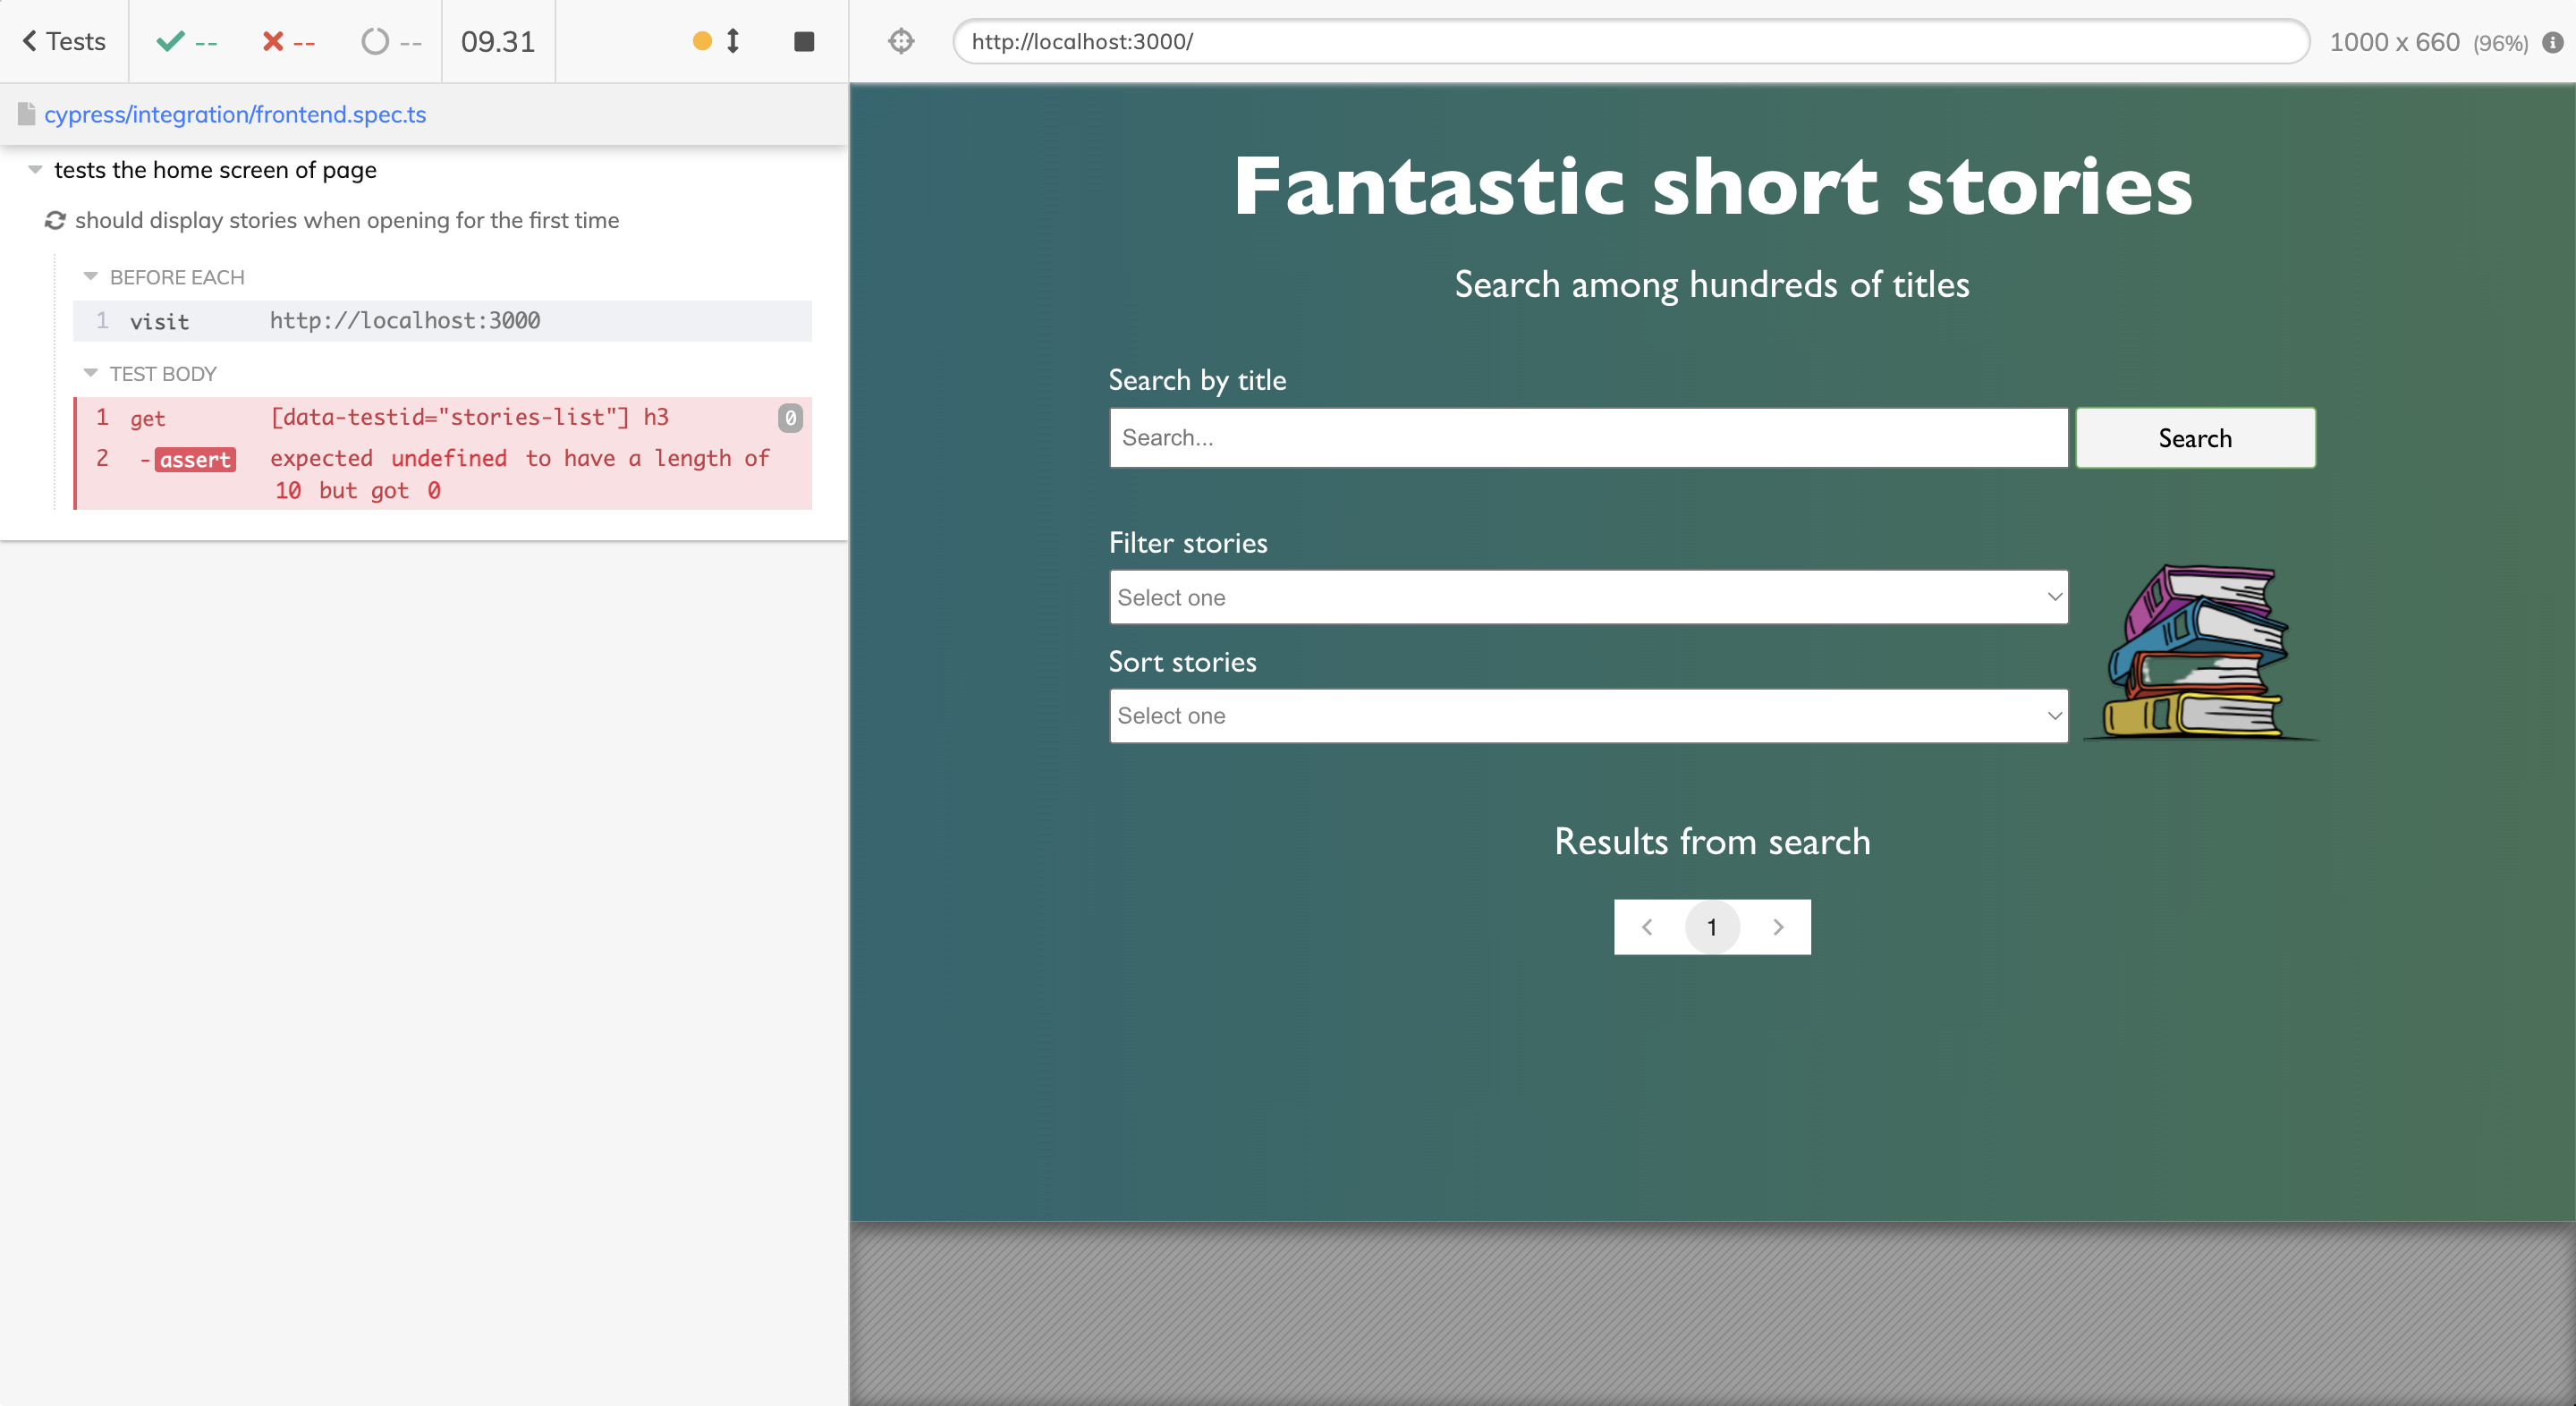 Tests
--
--
--
09.31
http://localhost:3000/
1000 x 660 (96%)
cypress/integration/frontend.spec.ts
tests the home screen of page
should display stories when opening for the first time
BEFORE EACH
1 visit http://localhost:3000
TEST BODY
1 get [data-testid="stories-list"] h3 0
2 -assert expected undefined to have a length of
10 but got 0
Fantastic short stories
Search among hundreds of titles
Search by title
Search...
Search
Filter stories
Select one
Sort stories
Select one
Results from search
1